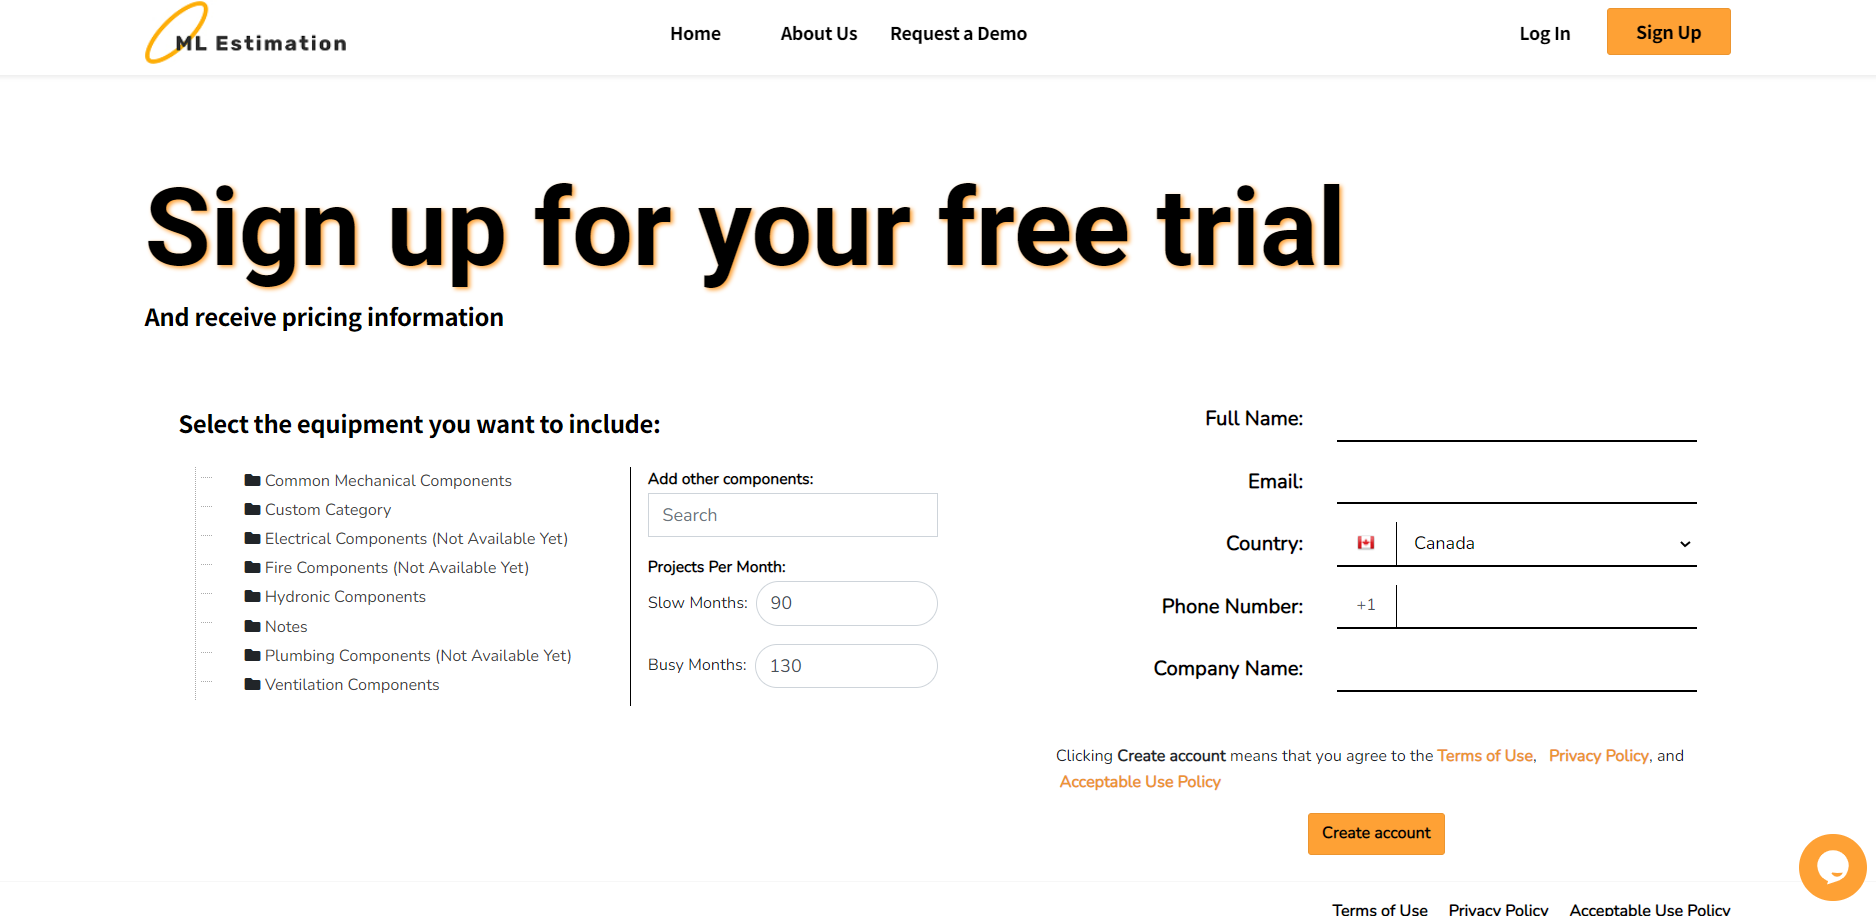 ML Estimation
Home
About Us
Request a Demo
Log In
Sign Up
Sign up for your free trial
And receive pricing information
Select the equipment you want to include:
Common Mechanical Components
Custom Category
Electrical Components (Not Available Yet)
Fire Components (Not Available Yet)
Hydronic Components
Notes
Plumbing Components (Not Available Yet)
Ventilation Components
Add other components:
Search
Projects Per Month:
Slow Months: 90
Busy Months: 130
Full Name:
Email:
Country: Canada
Phone Number: +1
Company Name:
Clicking Create account means that you agree to the Terms of Use, Privacy Policy, and
Acceptable Use Policy
Create account
Terms of Use Privacy Policy Acceptable Use Policy